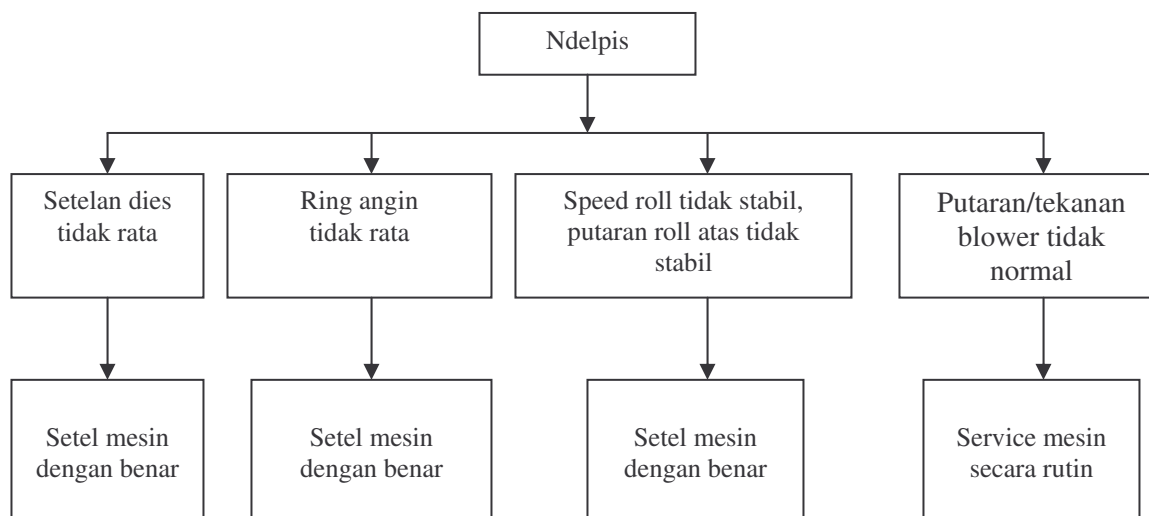 Ndelpis
Setelan dies
tidak rata
Ring angin
tidak rata
Speed roll tidak stabil,
putaran roll atas tidak
stabil
Putaran/tekanan
blower tidak
normal
Setel mesin
dengan benar
Setel mesin
dengan benar
Setel mesin
dengan benar
Service mesin
secara rutin